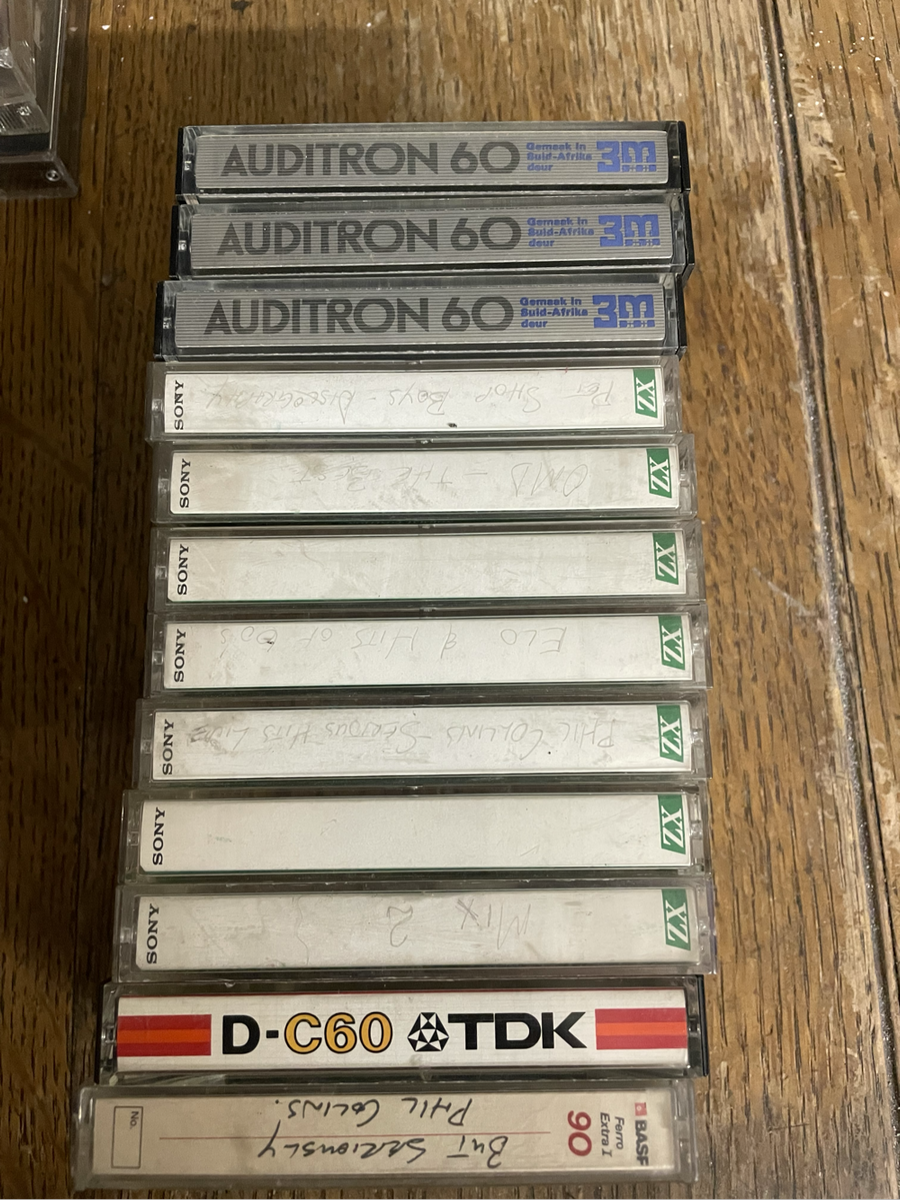 AUDITRON 60
Gemaak in
Suid-Afrika
deur
3M
AUDITRON 60
Gemaak in
Suid-Afrika
deur
3M
AUDITRON 60
Gemaak in
Suid-Afrika
deur
3M
SONY
PET SHOP BOYS - DISCOGRAPHY
XZ
SONY
OMD - THE BEST
XZ
SONY
XZ
SONY
ELO & HITS OF 60'S
XZ
SONY
PHIL COLLINS - SERIOUS HITS LIVE
XZ
SONY
XZ
SONY
MIX 2
XZ
D-C60 TDK
BASF
Ferro
Extra I
90
BUT SERIOUSLY
PHIL COLINS.
No.